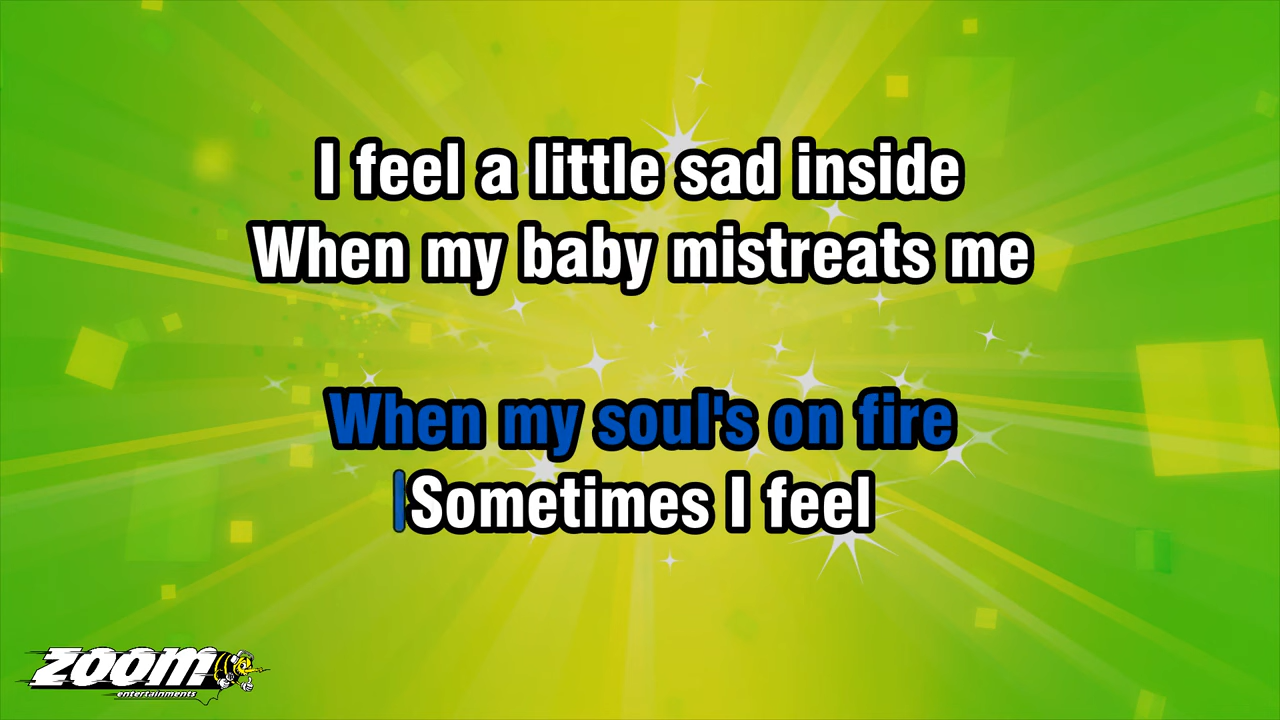 I feel a little sad inside
When my baby mistreats me
When my soul's on fire
Sometimes I feel
zoom
entertainments